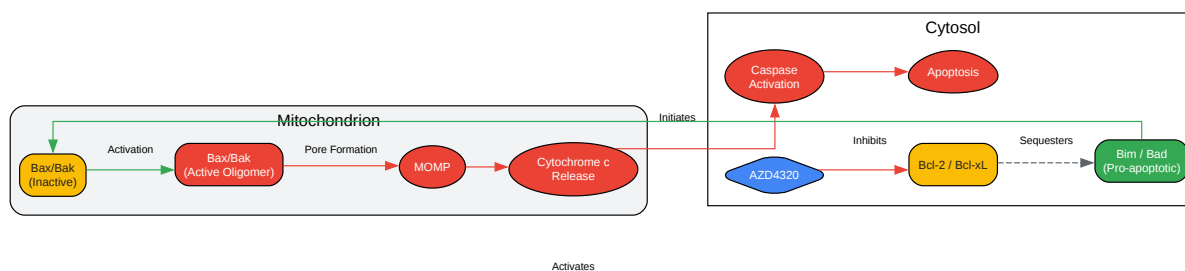 Cytosol
Caspase
Activation
Apoptosis
Mitochondrion
Initiates
Bax/Bak
(Inactive)
Activation
Bax/Bak
(Active Oligomer)
Pore Formation
MOMP
Cytochrome c
Release
AZD4320
Inhibits
Bcl-2 / Bcl-xL
Sequesters
Bim / Bad
(Pro-apoptotic)
Activates